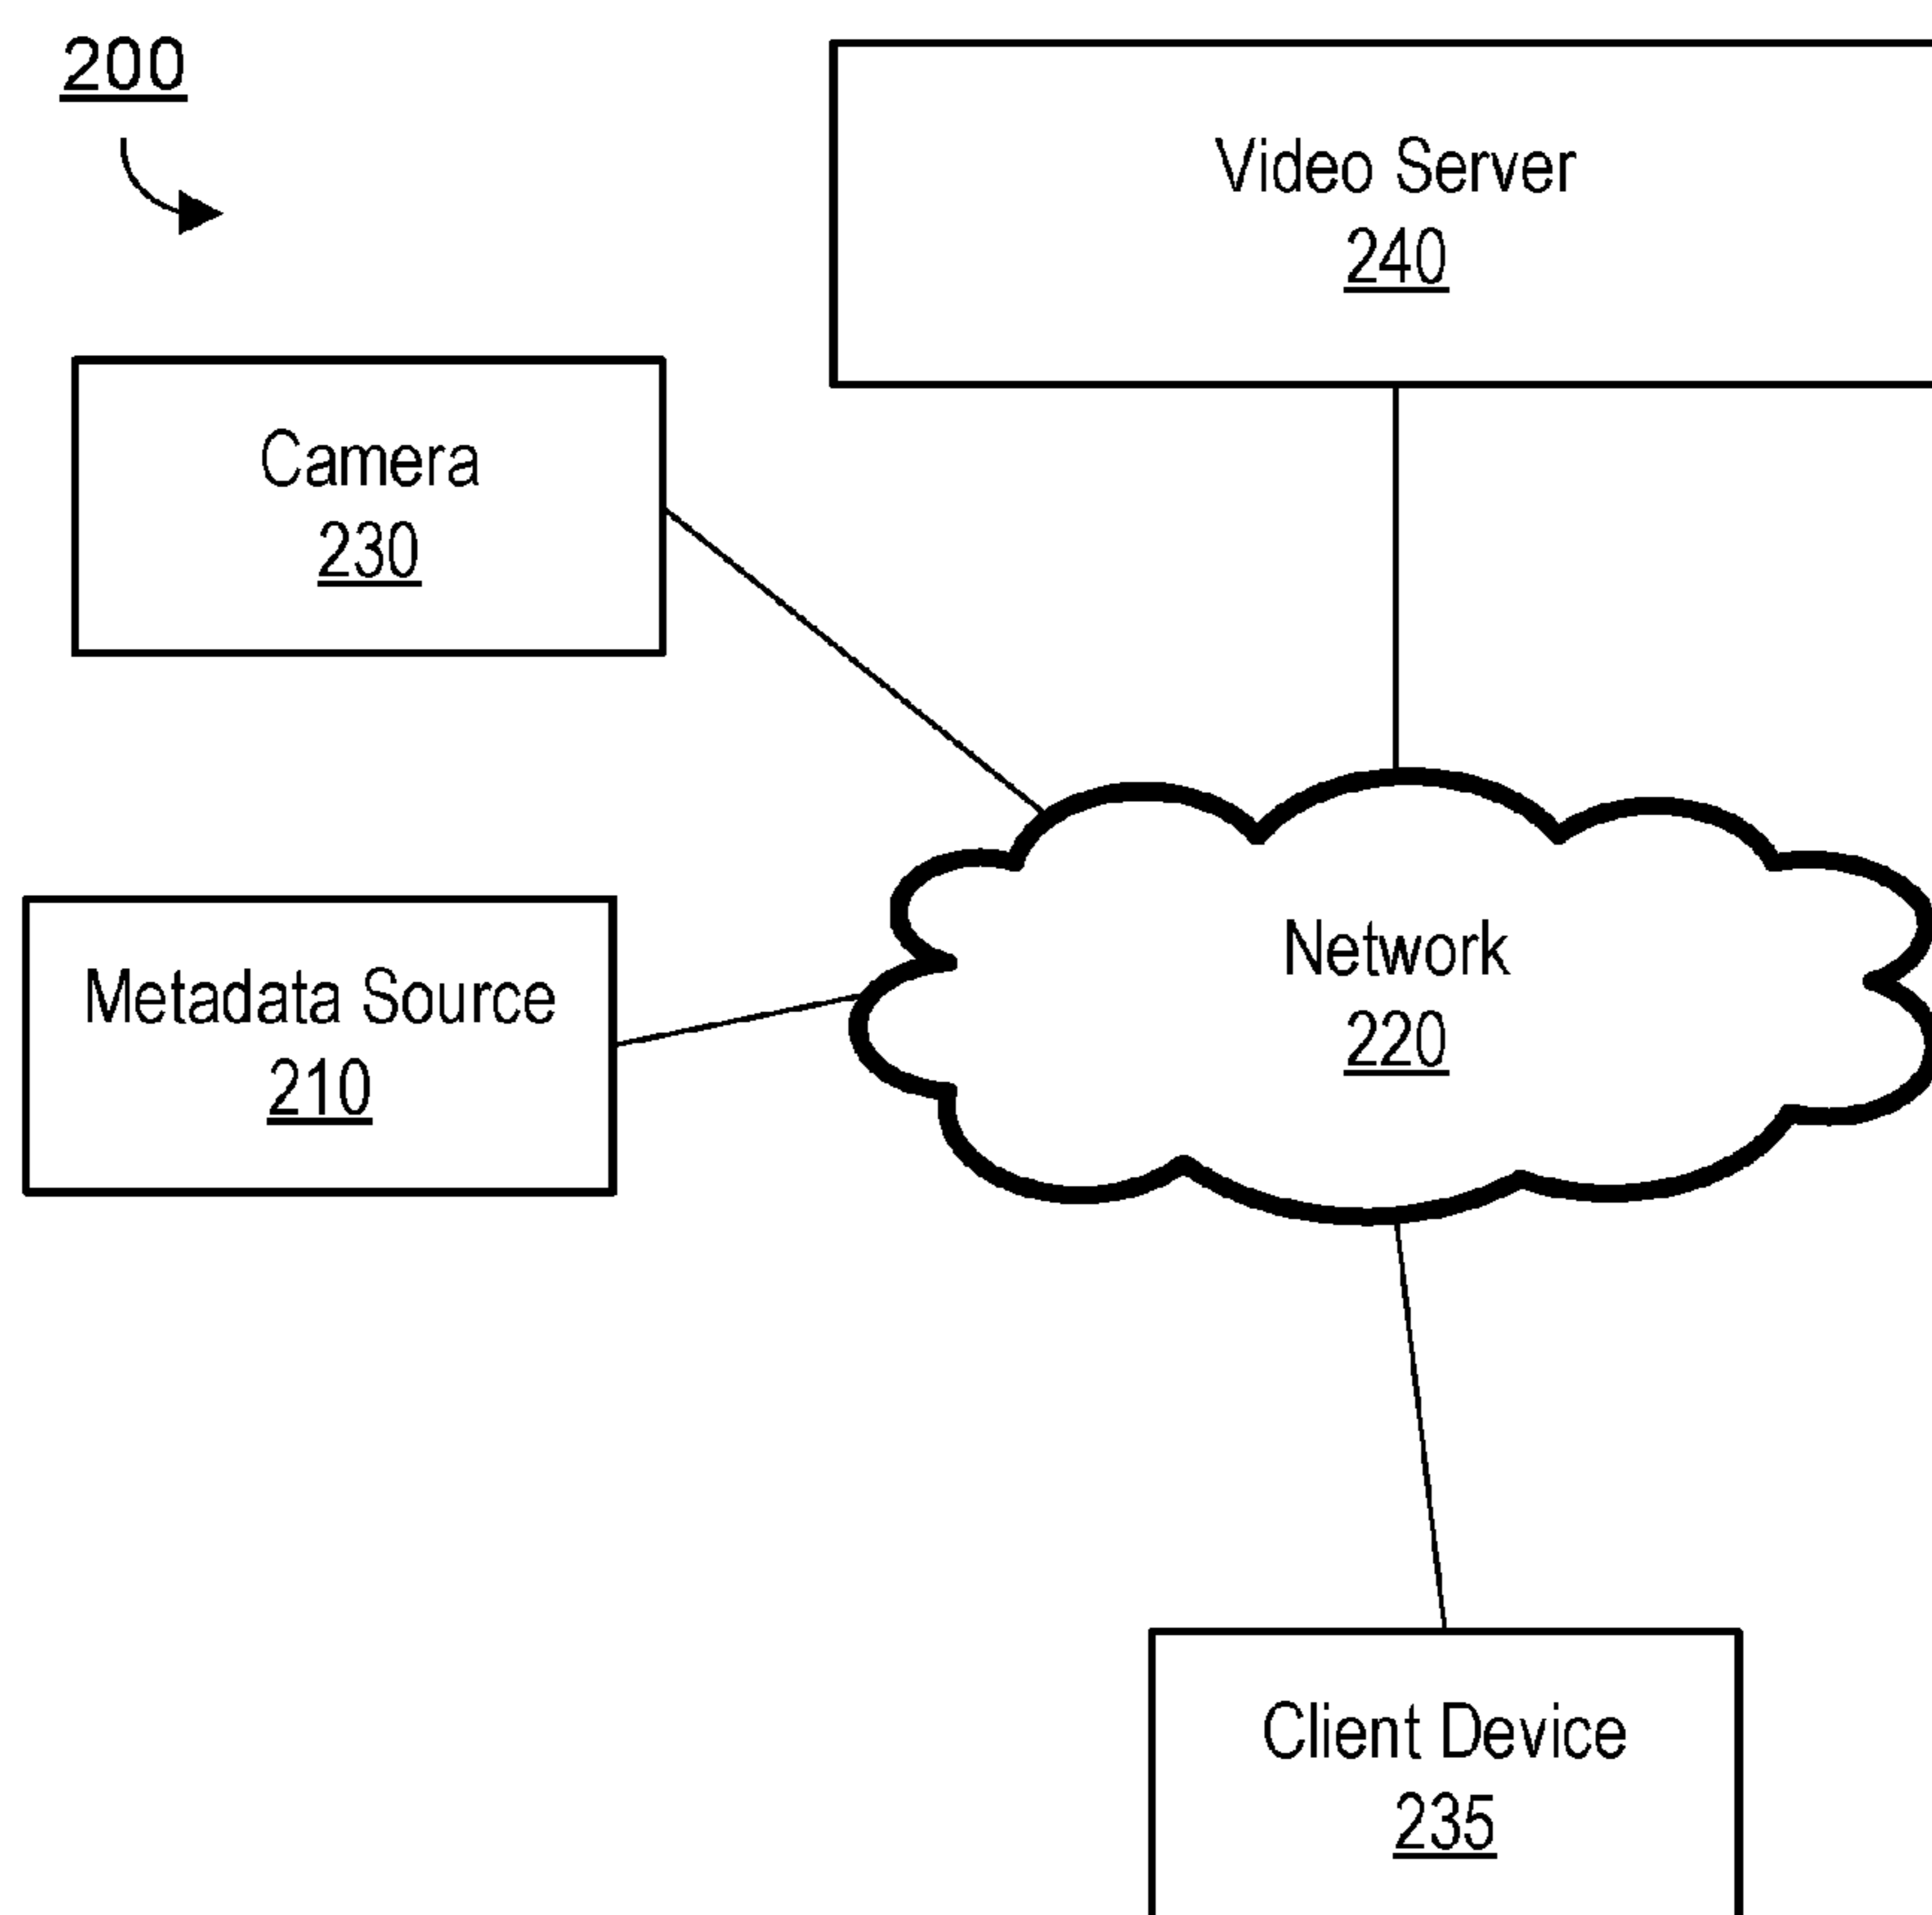 200
Video Server
240
Camera
230
Metadata Source
210
Network
220
Client Device
235